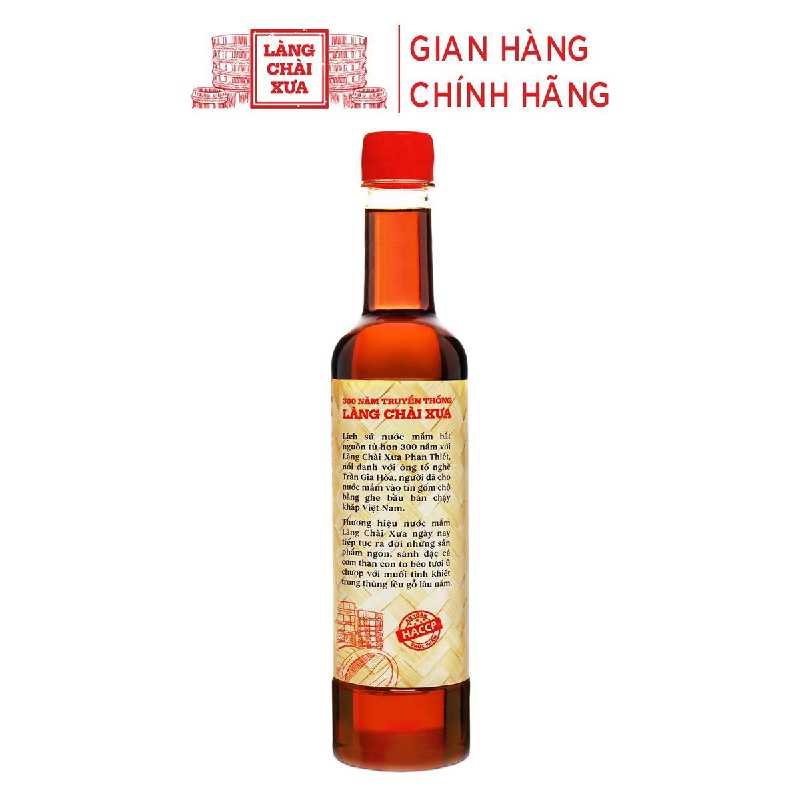 LÀNG
CHÀI
XƯA
GIAN HÀNG
CHÍNH HÃNG
300 NĂM TRUYỀN THỐNG
LÀNG CHÀI XƯA
Lịch sử nước mắm bắt
nguồn từ hơn 300 năm với
Làng Chài Xưa Phan Thiết,
nổi danh với ông tổ nghề
Trần Gia Hòa, người đã cho
nước mắm vào tĩn gốm chở
bằng ghe bầu bán chạy
khắp Việt Nam.
Thương hiệu nước mắm
Làng Chài Xưa ngày nay
tiếp tục ra đời những sản
phẩm ngon, sánh đặc cá
cơm than con to béo tươi ủ
chượp với muối tinh khiết
trong thùng lều gỗ lâu năm.
HACCP